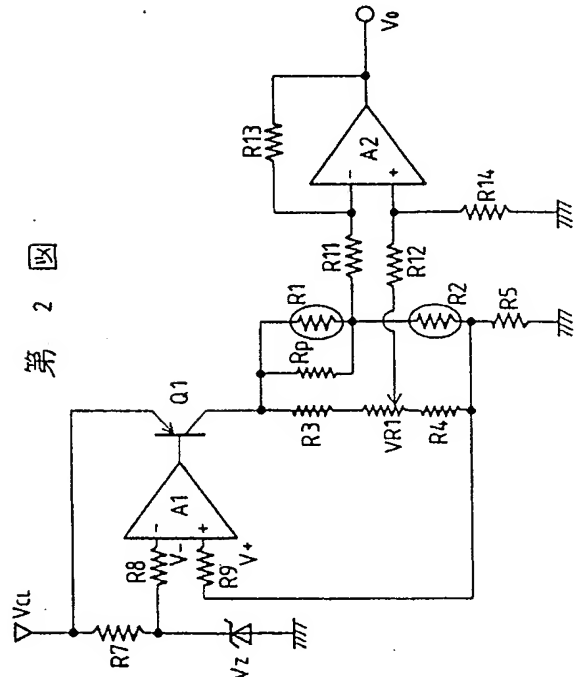 第 2 図
VCL
R7
VZ
R8
R9
V-
V+
-
+
A1
Q1
Rp
R1
R3
VR1
R4
R2
R5
R11
R12
R13
-
+
A2
R14
Vo